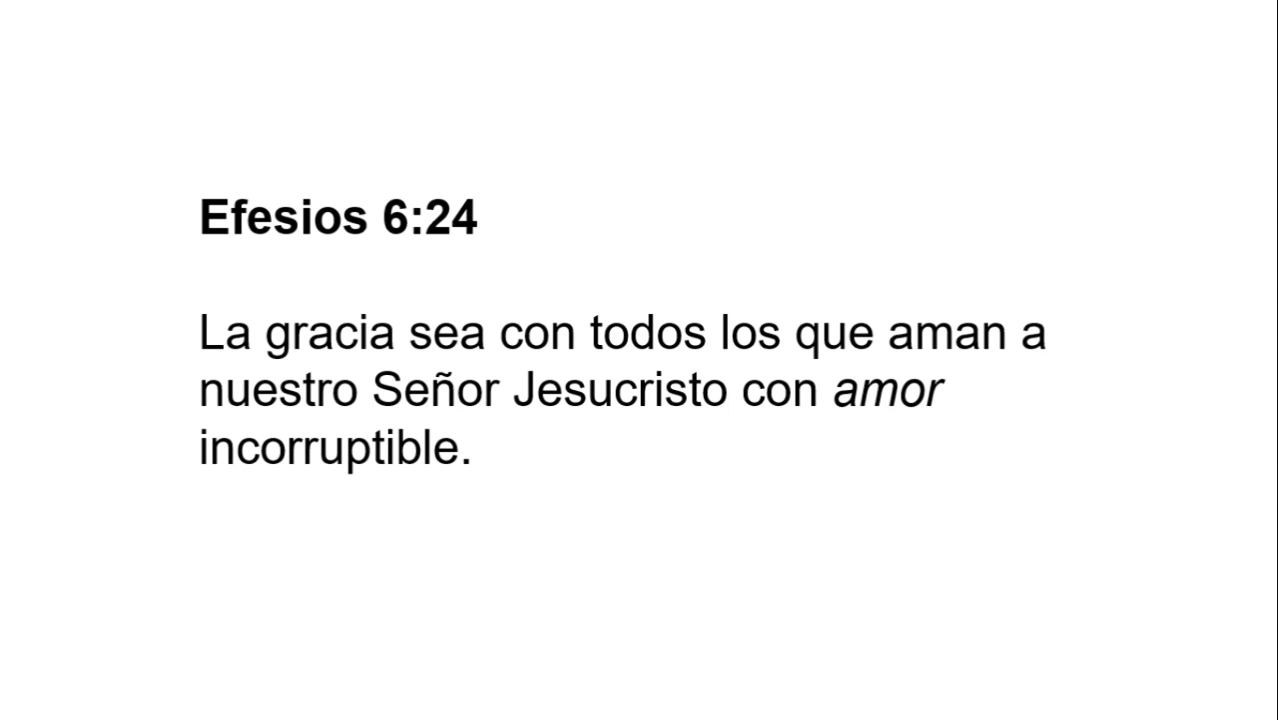 Efesios 6:24
La gracia sea con todos los que aman a
nuestro Señor Jesucristo con amor
incorruptible.